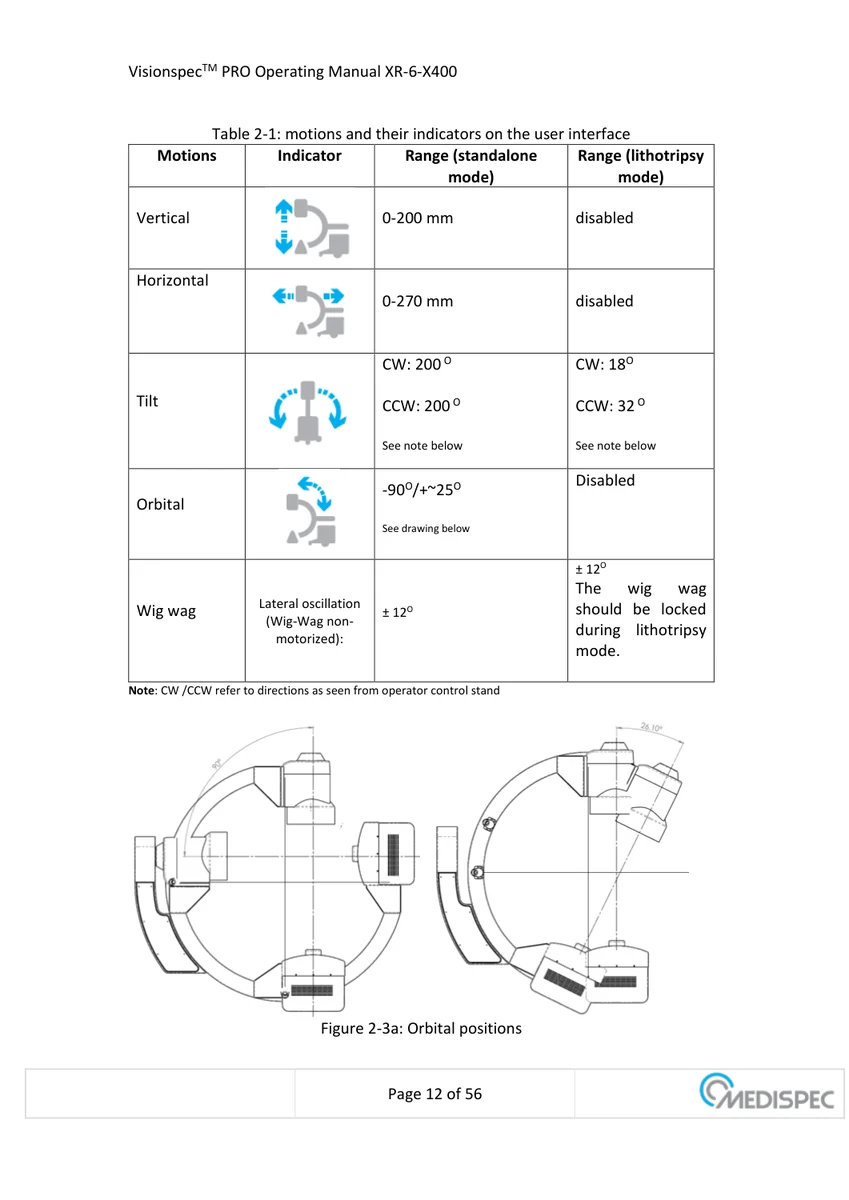 Visionspec™ PRO Operating Manual XR-6-X400
Table 2-1: motions and their indicators on the user interface
Motions Indicator Range (standalone mode) Range (lithotripsy mode)
Vertical 0-200 mm disabled
Horizontal 0-270 mm disabled
Tilt
CW: 200 O
CCW: 200 O
See note below
CW: 18O
CCW: 32 O
See note below
Orbital
-90O/+~25O
See drawing below
Disabled
Wig wag
Lateral oscillation
(Wig-Wag non-
motorized):
± 12O
± 12O
The wig wag
should be locked
during lithotripsy
mode.
Note: CW /CCW refer to directions as seen from operator control stand
90°
26.10°
Figure 2-3a: Orbital positions
Page 12 of 56
MEDISPEC